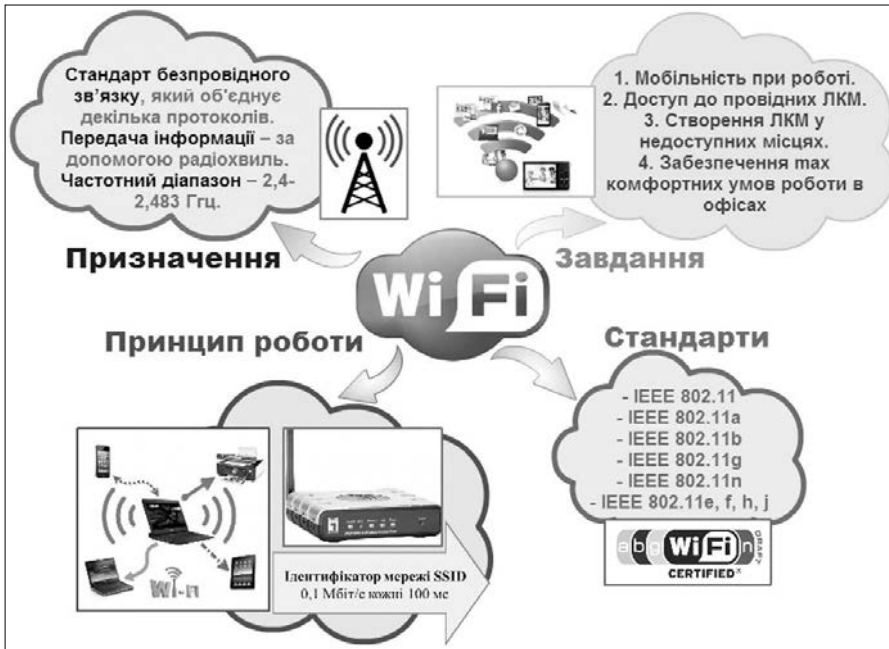 Стандарт безпровідного
зв'язку, який об'єднує
декілька протоколів.
Передача інформації – за
допомогою радіохвиль.
Частотний діапазон – 2,4-
2,483 Ггц.
Призначення
1. Мобільність при роботі.
2. Доступ до провідних ЛКМ.
3. Створення ЛКМ у
недоступних місцях.
4. Забезпечення max
комфортних умов роботи в
офісах
Завдання
Wi Fi
Принцип роботи
Wi-Fi
Ідентифікатор мережі SSID
0,1 Мбіт/с кожні 100 мс
Стандарти
- IEEE 802.11
- IEEE 802.11a
- IEEE 802.11b
- IEEE 802.11g
- IEEE 802.11n
- IEEE 802.11e, f, h, j
a b g Wi Fi n DRAFT
CERTIFIED